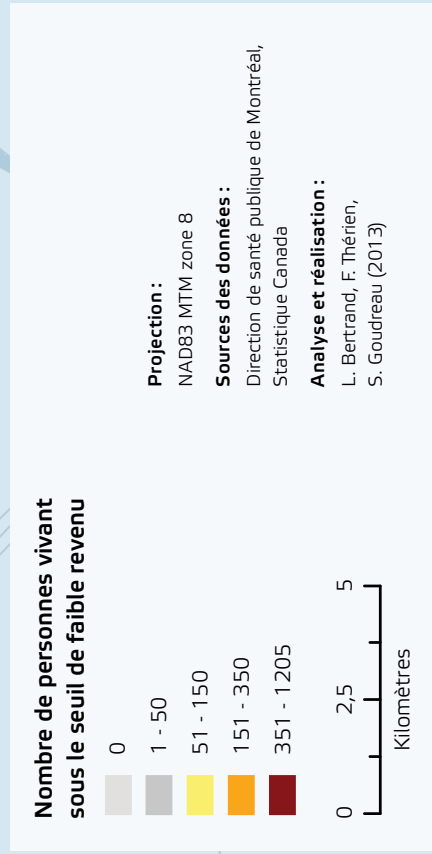 Nombre de personnes vivant
sous le seuil de faible revenu
0
1 - 50
51 - 150
151 - 350
351 - 1205
0 2,5 5
Kilomètres
Projection :
NAD83 MTM zone 8
Sources des données :
Direction de santé publique de Montréal,
Statistique Canada
Analyse et réalisation :
L. Bertrand, F. Thérien,
S. Goudreau (2013)